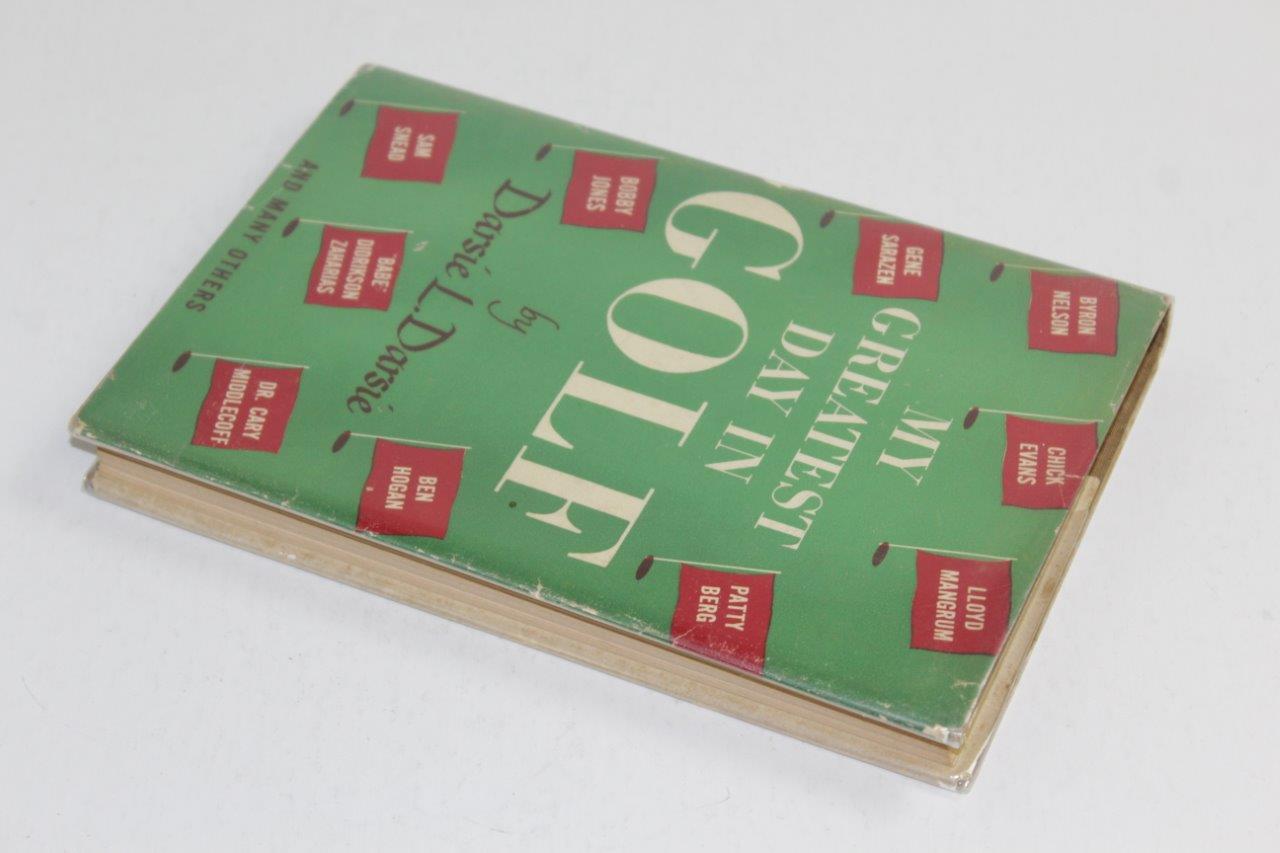 BYRON
NELSON
CHICK
EVANS
LLOYD
MANGRUM
GENE
SARAZEN
MY
GREATEST
DAY IN
GOLF
PATTY
BERG
BOBBY
JONES
by
Darsie L. Darsie
BEN
HOGAN
SAM
SNEAD
"BABE"
DIDRIKSON
ZAHARIAS
DR. CARY
MIDDLECOFF
AND MANY OTHERS